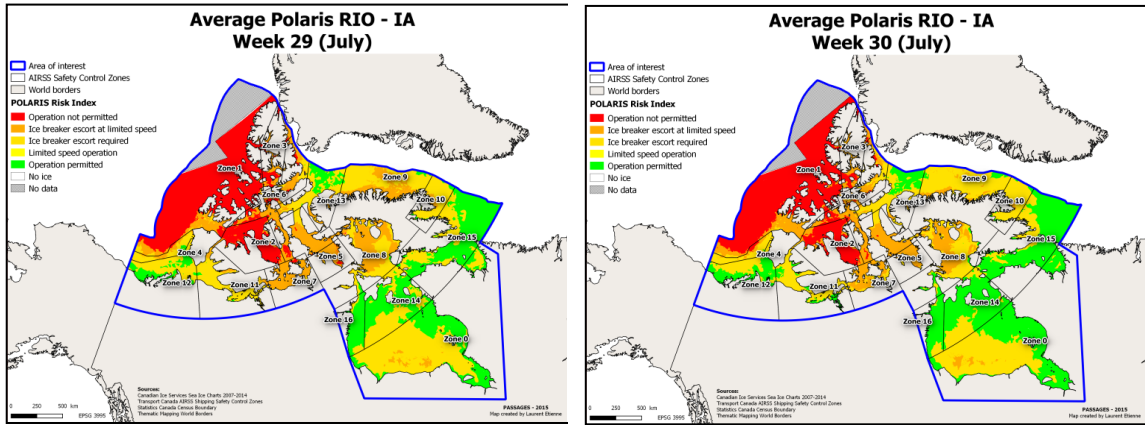 Average Polaris RIO - IA
Week 29 (July)
Area of interest
AIRSS Safety Control Zones
World borders
POLARIS Risk Index
Operation not permitted
Ice breaker escort at limited speed
Ice breaker escort required
Limited speed operation
Operation permitted
No ice
No data
Zone 3
Zone 1
Zone 9
Zone 6
Zone 13
Zone 10
Zone 2
Zone 15
Zone 4
Zone 5
Zone 8
Zone 12
Zone 11
Zone 7
Zone 14
Zone 16
Zone 0
Sources:
Canadian Ice Services Sea Ice Charts 2007-2014
Transport Canada AIRSS Shipping Safety Control Zones
Statistics Canada Census Boundary
Thematic Mapping World Borders
0 250 500 km
EPSG 3995
PASSAGES - 2015
Map created by Laurent Etienne
Average Polaris RIO - IA
Week 30 (July)
Area of interest
AIRSS Safety Control Zones
World borders
POLARIS Risk Index
Operation not permitted
Ice breaker escort at limited speed
Ice breaker escort required
Limited speed operation
Operation permitted
No ice
No data
Zone 3
Zone 1
Zone 9
Zone 6
Zone 13
Zone 10
Zone 2
Zone 15
Zone 4
Zone 5
Zone 8
Zone 12
Zone 11
Zone 7
Zone 14
Zone 16
Zone 0
Sources:
Canadian Ice Services Sea Ice Charts 2007-2014
Transport Canada AIRSS Shipping Safety Control Zones
Statistics Canada Census Boundary
Thematic Mapping World Borders
0 250 500 km
EPSG 3995
PASSAGES - 2015
Map created by Laurent Etienne